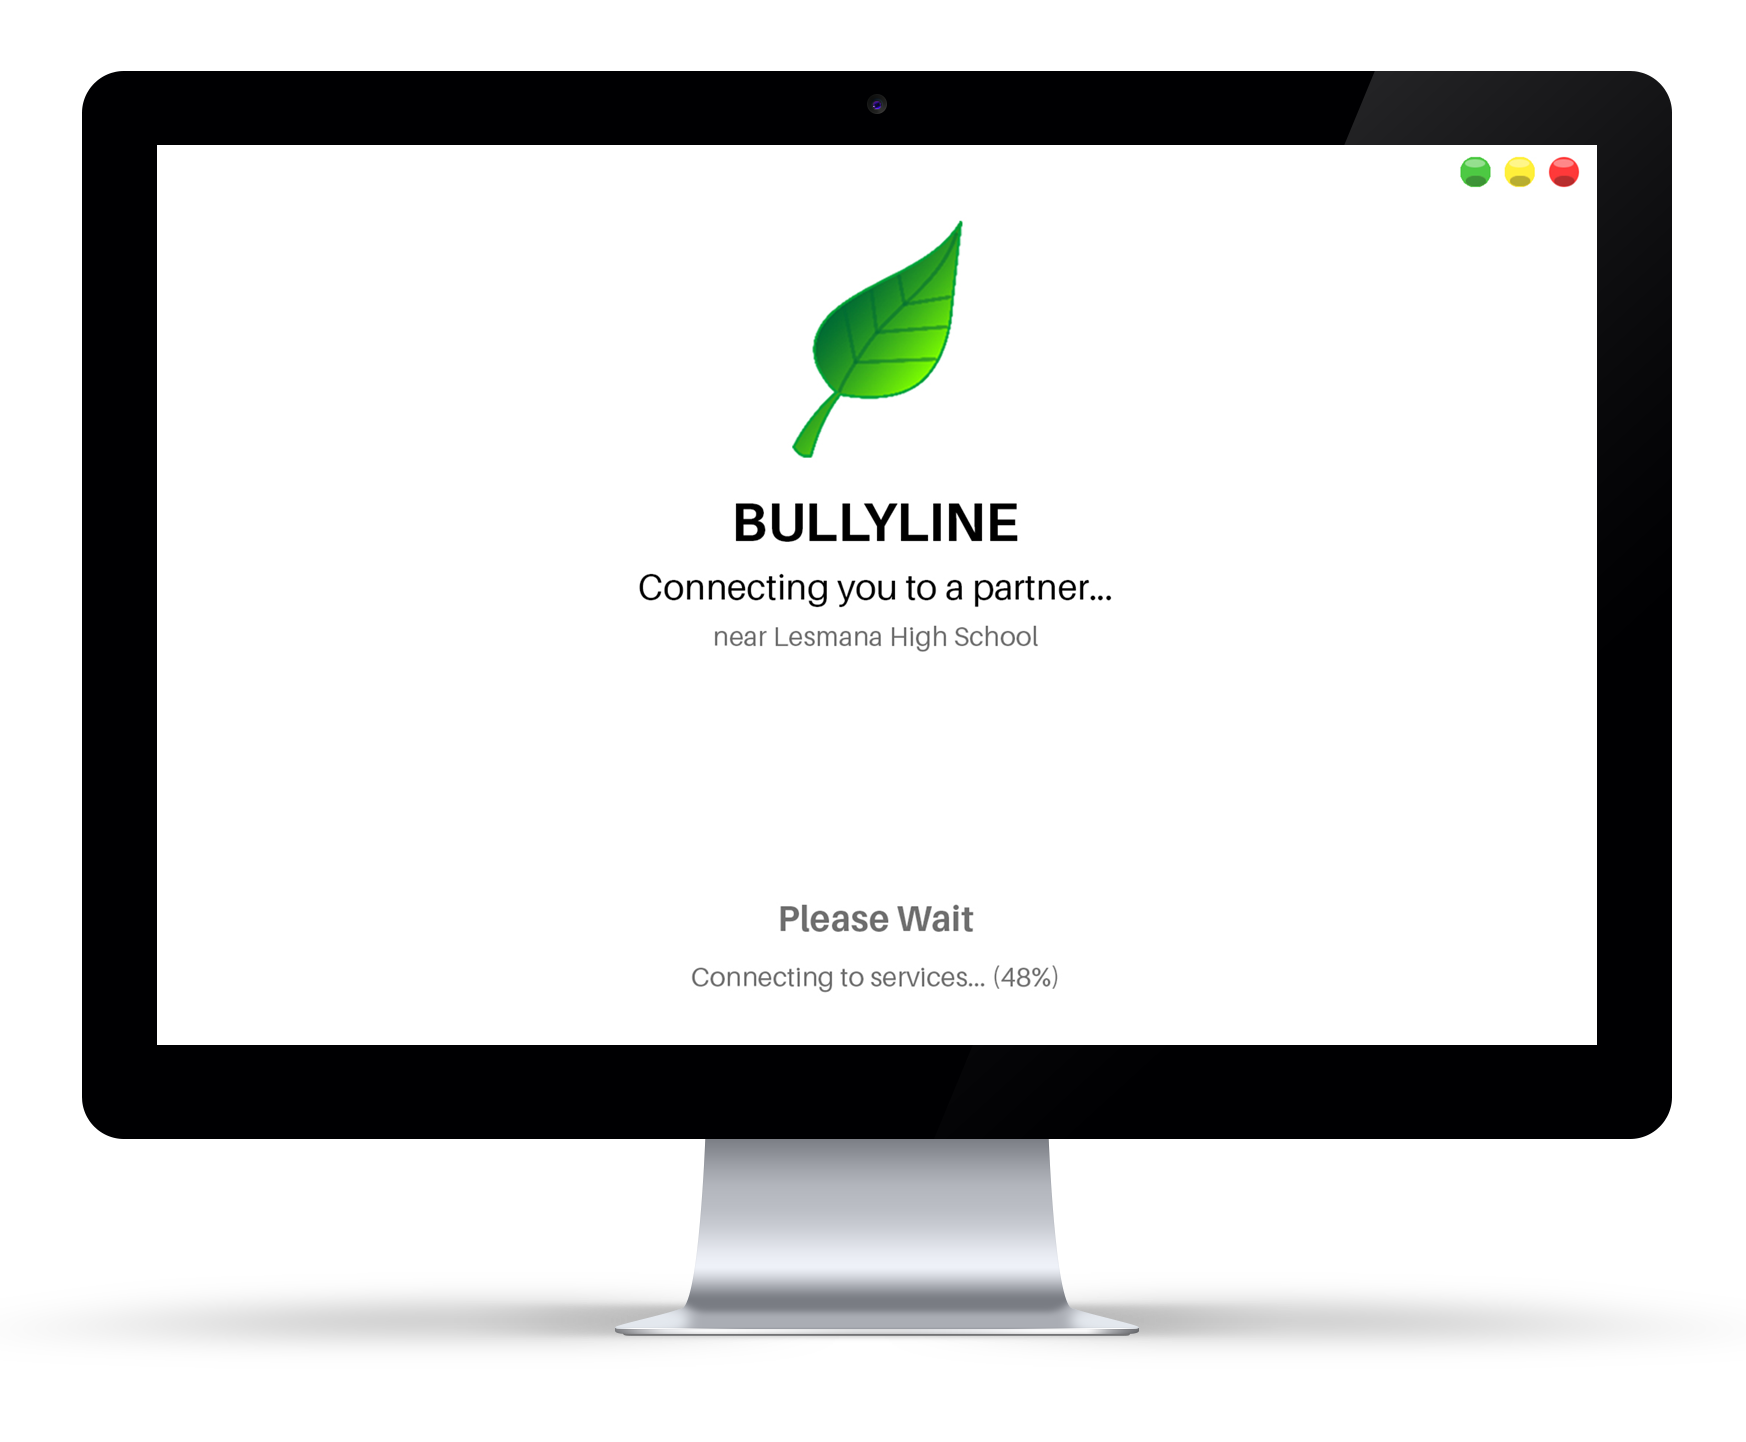 BULLYLINE
Connecting you to a partner...
near Lesmana High School
Please Wait
Connecting to services... (48%)